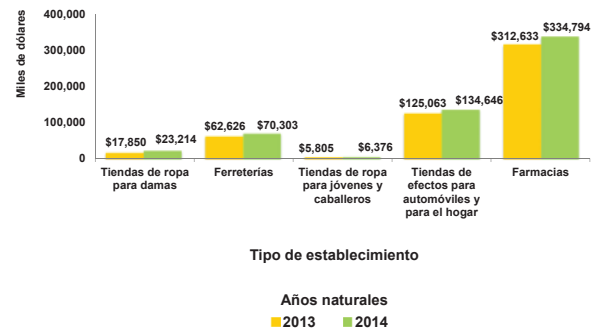 Miles de dólares
400,000
300,000
200,000
100,000
0
$17,850
$23,214
$62,626
$70,303
$5,805
$6,376
$125,063
$134,646
$312,633
$334,794
Tiendas de ropa
para damas
Ferreterías
Tiendas de ropa
para jóvenes y
caballeros
Tiendas de
efectos para
automóviles y
para el hogar
Farmacias
Tipo de establecimiento
Años naturales
2013 2014